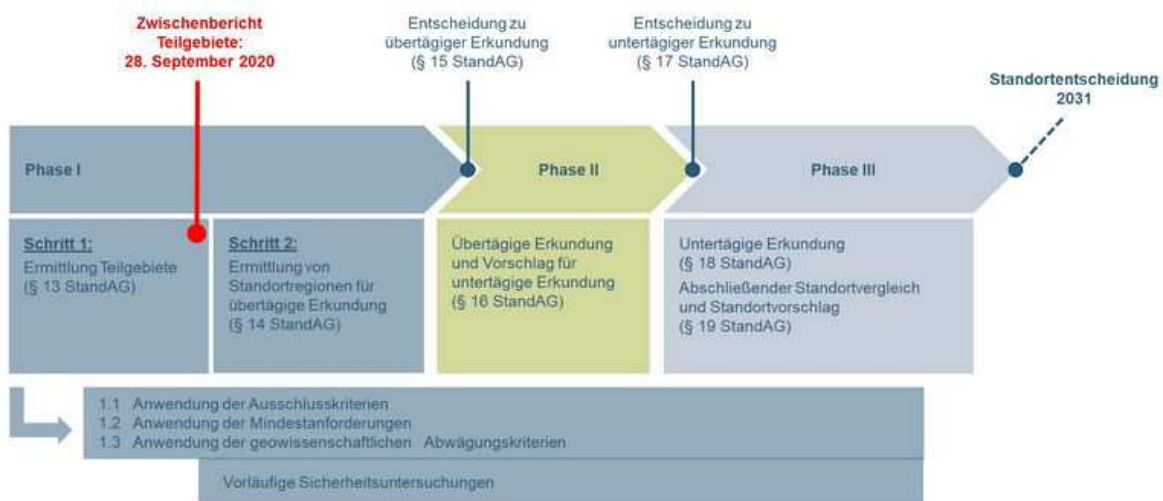 Zwischenbericht
Teilgebiete:
28. September 2020
Entscheidung zu
übertägiger Erkundung
(§ 15 StandAG)
Entscheidung zu
untertägiger Erkundung
(§ 17 StandAG)
Standortentscheidung
2031
Phase I
Phase II
Phase III
Schritt 1:
Ermittlung Teilgebiete
(§ 13 StandAG)
Schritt 2:
Ermittlung von
Standortregionen für
übertägige Erkundung
(§ 14 StandAG)
Übertägige Erkundung
und Vorschlag für
untertägige Erkundung
(§ 16 StandAG)
Untertägige Erkundung
(§ 18 StandAG)
Abschließender Standortvergleich
und Standortvorschlag
(§ 19 StandAG)
1.1 Anwendung der Ausschlusskriterien
1.2 Anwendung der Mindestanforderungen
1.3 Anwendung der geowissenschaftlichen Abwägungskriterien
Vorläufige Sicherheitsuntersuchungen